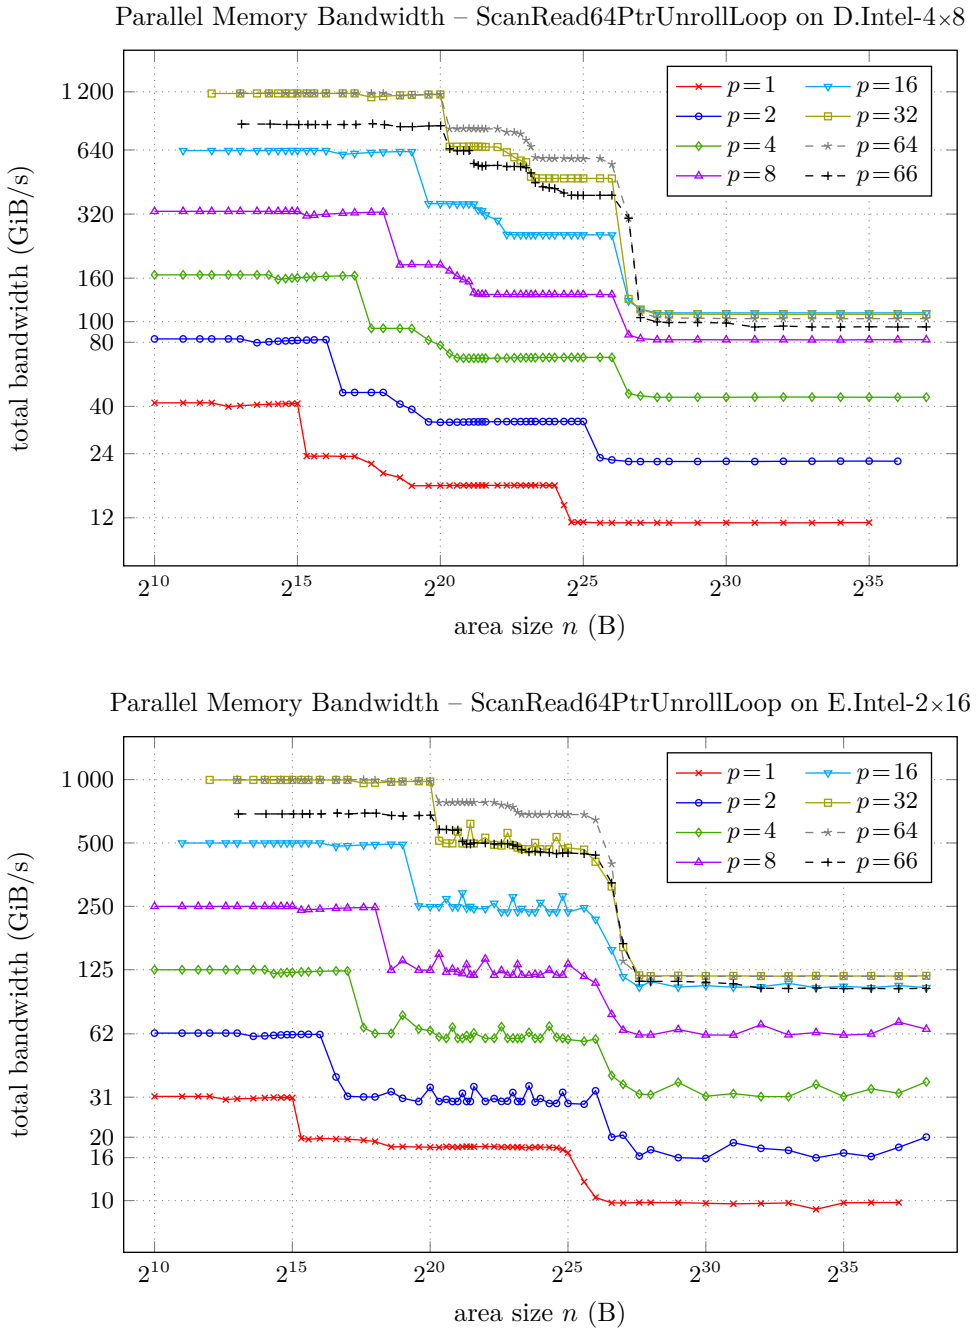 Parallel Memory Bandwidth – ScanRead64PtrUnrollLoop on D.Intel-4×8
total bandwidth (GiB/s)
1 200
640
320
160
100
80
40
24
12
p=1 p=16
p=2 p=32
p=4 p=64
p=8 p=66
2^10 2^15 2^20 2^25 2^30 2^35
area size n (B)
Parallel Memory Bandwidth – ScanRead64PtrUnrollLoop on E.Intel-2×16
total bandwidth (GiB/s)
1 000
500
250
125
62
31
20
16
10
p=1 p=16
p=2 p=32
p=4 p=64
p=8 p=66
2^10 2^15 2^20 2^25 2^30 2^35
area size n (B)